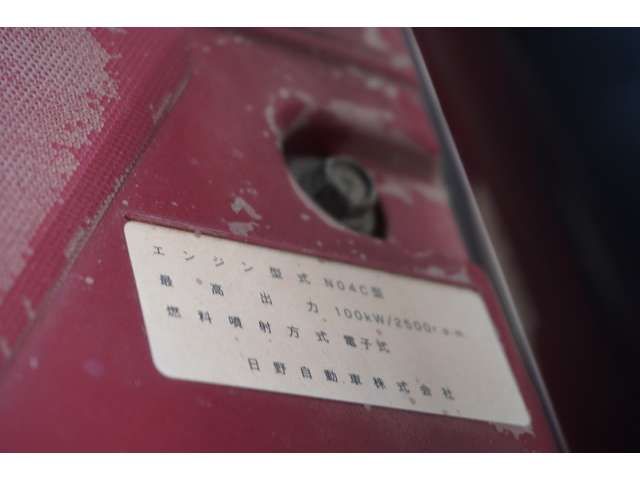 エンジン型式 N04C型
最高出力 100kW/2500rpm
燃料噴射方式 電子式
日野自動車株式会社